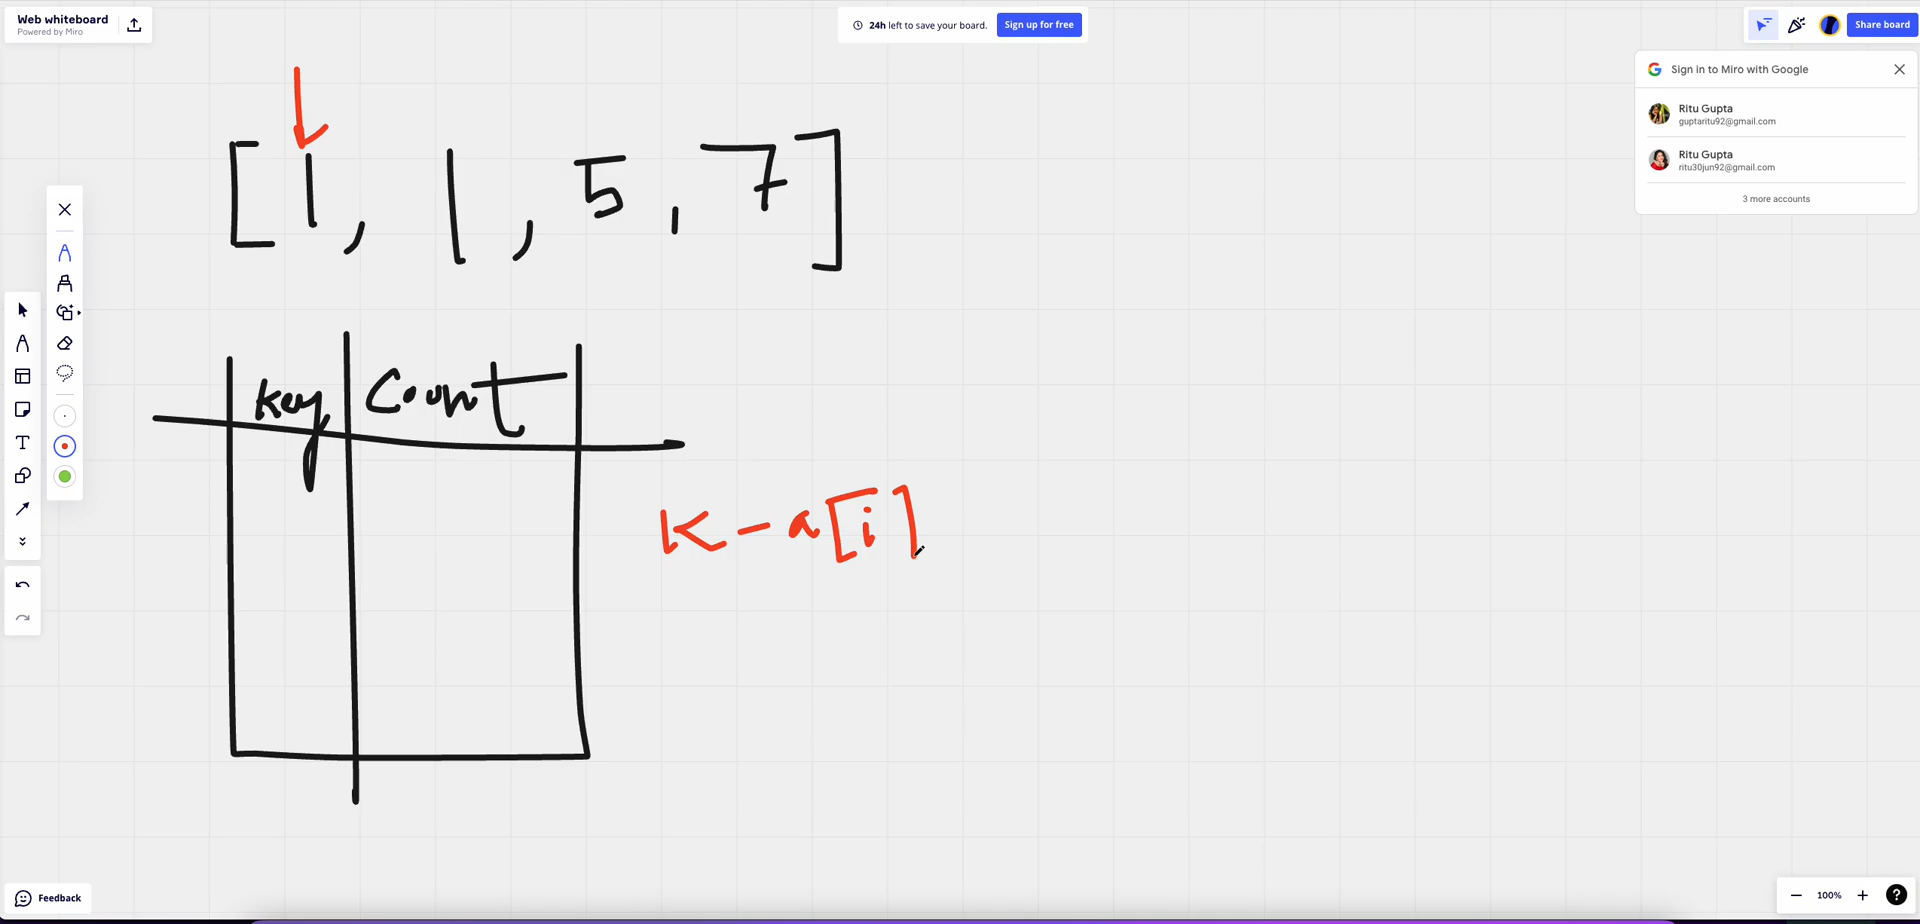 Web whiteboard
Powered by Miro
24h left to save your board.
Sign up for free
Share board
Sign in to Miro with Google
Ritu Gupta
guptaritu92@gmail.com
Ritu Gupta
ritu30jun92@gmail.com
3 more accounts
[1, 1, 5, 7]
T
Key Count
K - a[i]
Feedback
100%
?